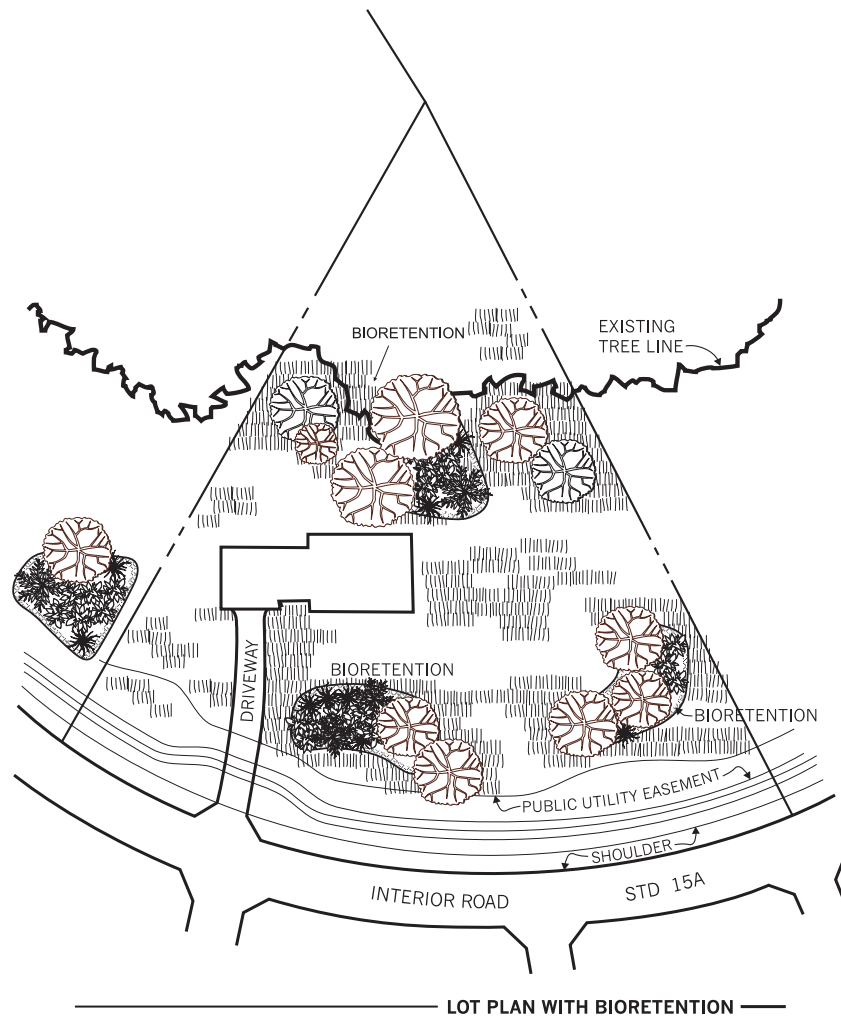 BIORETENTION
EXISTING
TREE LINE
DRIVEWAY
BIORETENTION
BIORETENTION
PUBLIC UTILITY EASEMENT
SHOULDER
INTERIOR ROAD
STD 15A
LOT PLAN WITH BIORETENTION